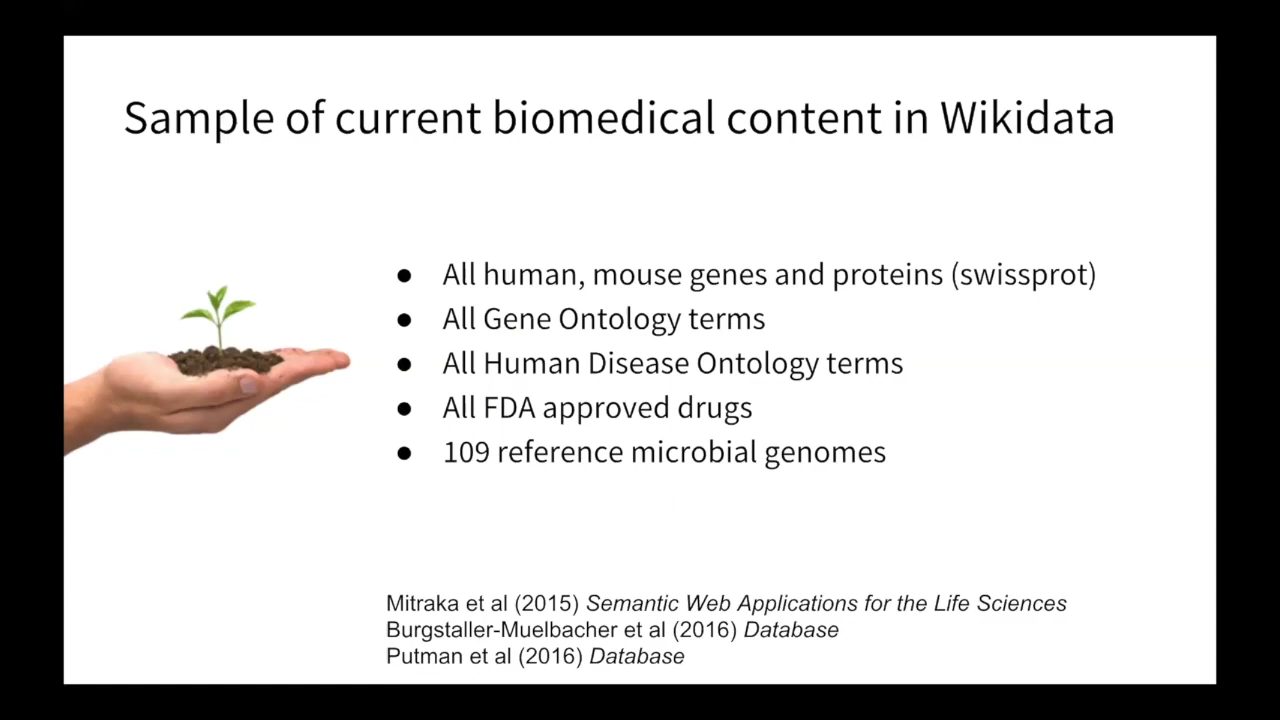 Sample of current biomedical content in Wikidata
● All human, mouse genes and proteins (swissprot)
● All Gene Ontology terms
● All Human Disease Ontology terms
● All FDA approved drugs
● 109 reference microbial genomes
Mitraka et al (2015) Semantic Web Applications for the Life Sciences
Burgstaller-Muelbacher et al (2016) Database
Putman et al (2016) Database